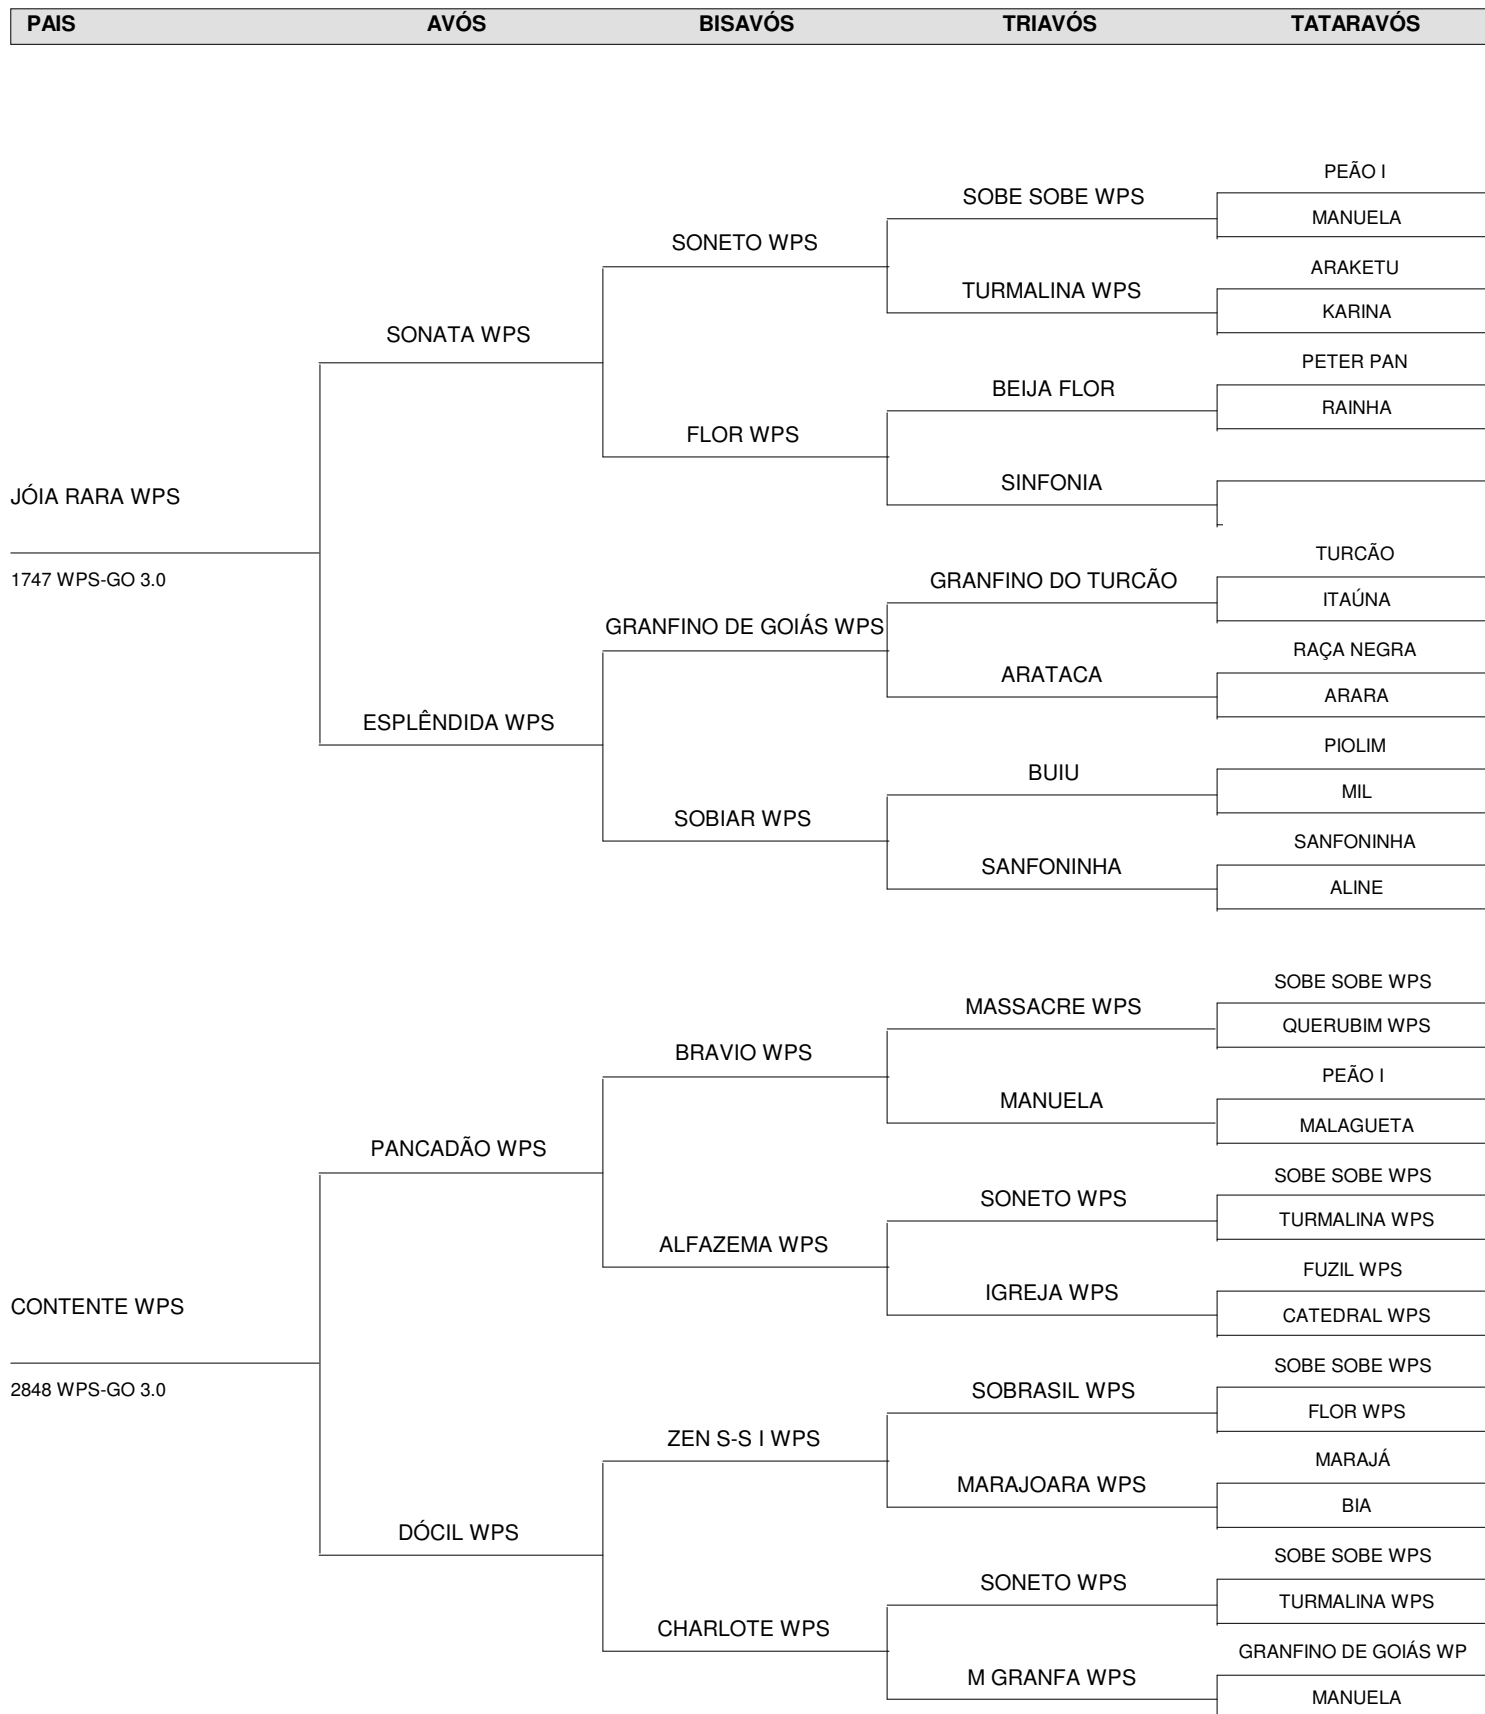 PAIS AVÓS BISAVÓS TRIAVÓS TATARAVÓS
PEÃO I
SOBE SOBE WPS
MANUELA
SONETO WPS
ARAKETU
TURMALINA WPS
KARINA
SONATA WPS
PETER PAN
BEIJA FLOR
RAINHA
FLOR WPS
SINFONIA
JÓIA RARA WPS
TURCÃO
1747 WPS-GO 3.0
GRANFINO DO TURCÃO
ITAÚNA
GRANFINO DE GOIÁS WPS
RAÇA NEGRA
ARATACA
ARARA
ESPLÊNDIDA WPS
PIOLIM
BUIU
MIL
SOBIAR WPS
SANFONINHA
SANFONINHA
ALINE
SOBE SOBE WPS
MASSACRE WPS
QUERUBIM WPS
BRAVIO WPS
PEÃO I
MANUELA
MALAGUETA
PANCADÃO WPS
SOBE SOBE WPS
SONETO WPS
TURMALINA WPS
ALFAZEMA WPS
FUZIL WPS
IGREJA WPS
CONTENTE WPS
CATEDRAL WPS
SOBE SOBE WPS
2848 WPS-GO 3.0
SOBRASIL WPS
FLOR WPS
ZEN S-S I WPS
MARAJÁ
MARAJOARA WPS
BIA
DÓCIL WPS
SOBE SOBE WPS
SONETO WPS
TURMALINA WPS
CHARLOTE WPS
GRANFINO DE GOIÁS WP
M GRANFA WPS
MANUELA